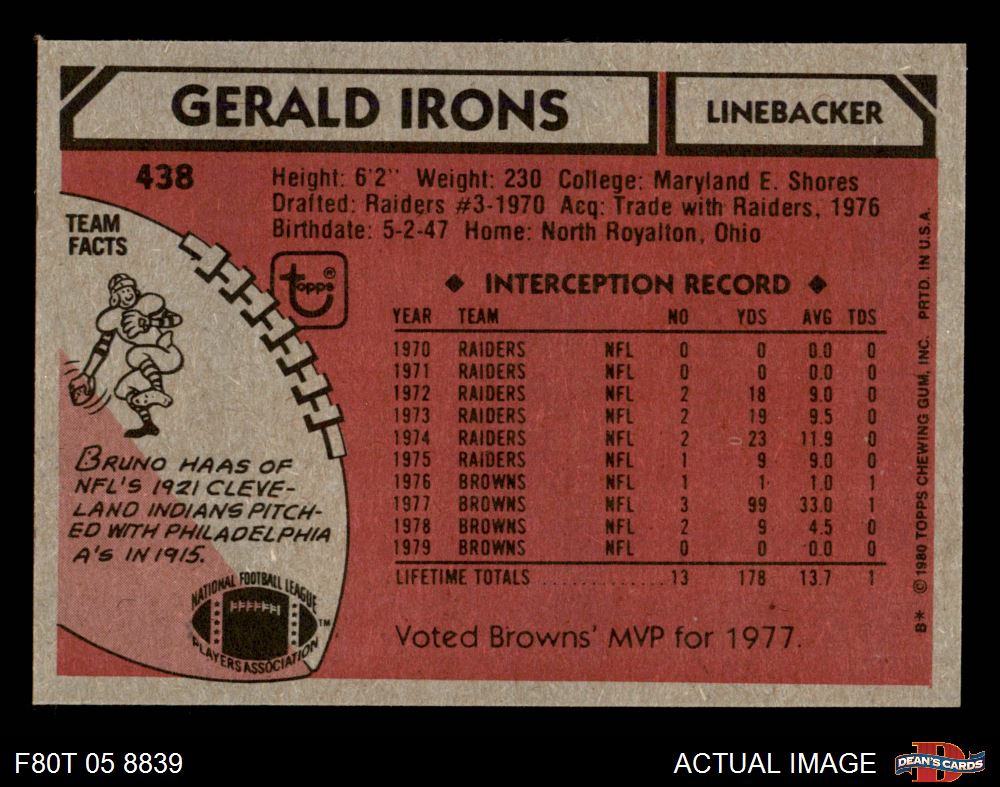 GERALD IRONS
LINEBACKER
438
Height: 6'2" Weight: 230 College: Maryland E. Shores
Drafted: Raiders #3-1970 Acq: Trade with Raiders, 1976
Birthdate: 5-2-47 Home: North Royalton, Ohio
TEAM
FACTS
topps®
BRUNO HAAS OF
NFL'S 1921 CLEVE-
LAND INDIANS PITCH-
ED WITH PHILADELPHIA
A'S IN 1915.
NATIONAL FOOTBALL LEAGUE
PLAYERS ASSOCIATION
TM
◆ INTERCEPTION RECORD ◆
YEAR TEAM NO YDS AVG TDS
1970 RAIDERS NFL 0 0 0.0 0
1971 RAIDERS NFL 0 0 0.0 0
1972 RAIDERS NFL 2 18 9.0 0
1973 RAIDERS NFL 2 19 9.5 0
1974 RAIDERS NFL 2 23 11.9 0
1975 RAIDERS NFL 1 9 9.0 0
1976 BROWNS NFL 1 1 1.0 1
1977 BROWNS NFL 3 99 33.0 1
1978 BROWNS NFL 2 9 4.5 0
1979 BROWNS NFL 0 0 0.0 0
LIFETIME TOTALS ............... 13 178 13.7 1
Voted Browns' MVP for 1977.
B* © 1980 TOPPS CHEWING GUM, INC. PRTD. IN U.S.A.
F80T 05 8839
ACTUAL IMAGE
DEAN'S CARDS